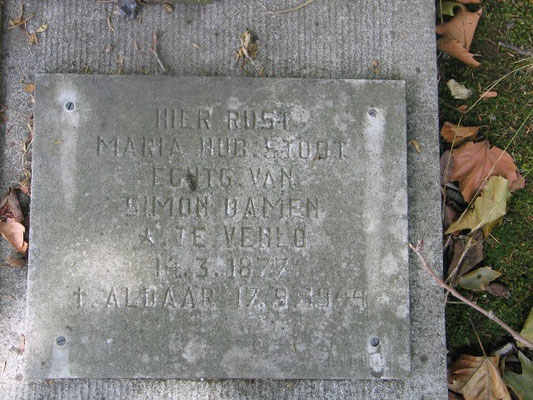 HIER RUST
MARIA HUB. STOOT
ECHTG VAN
SIMON DAMEN
*. TE VENLO
14.3.1877
†. ALDAAR 17.9.1944